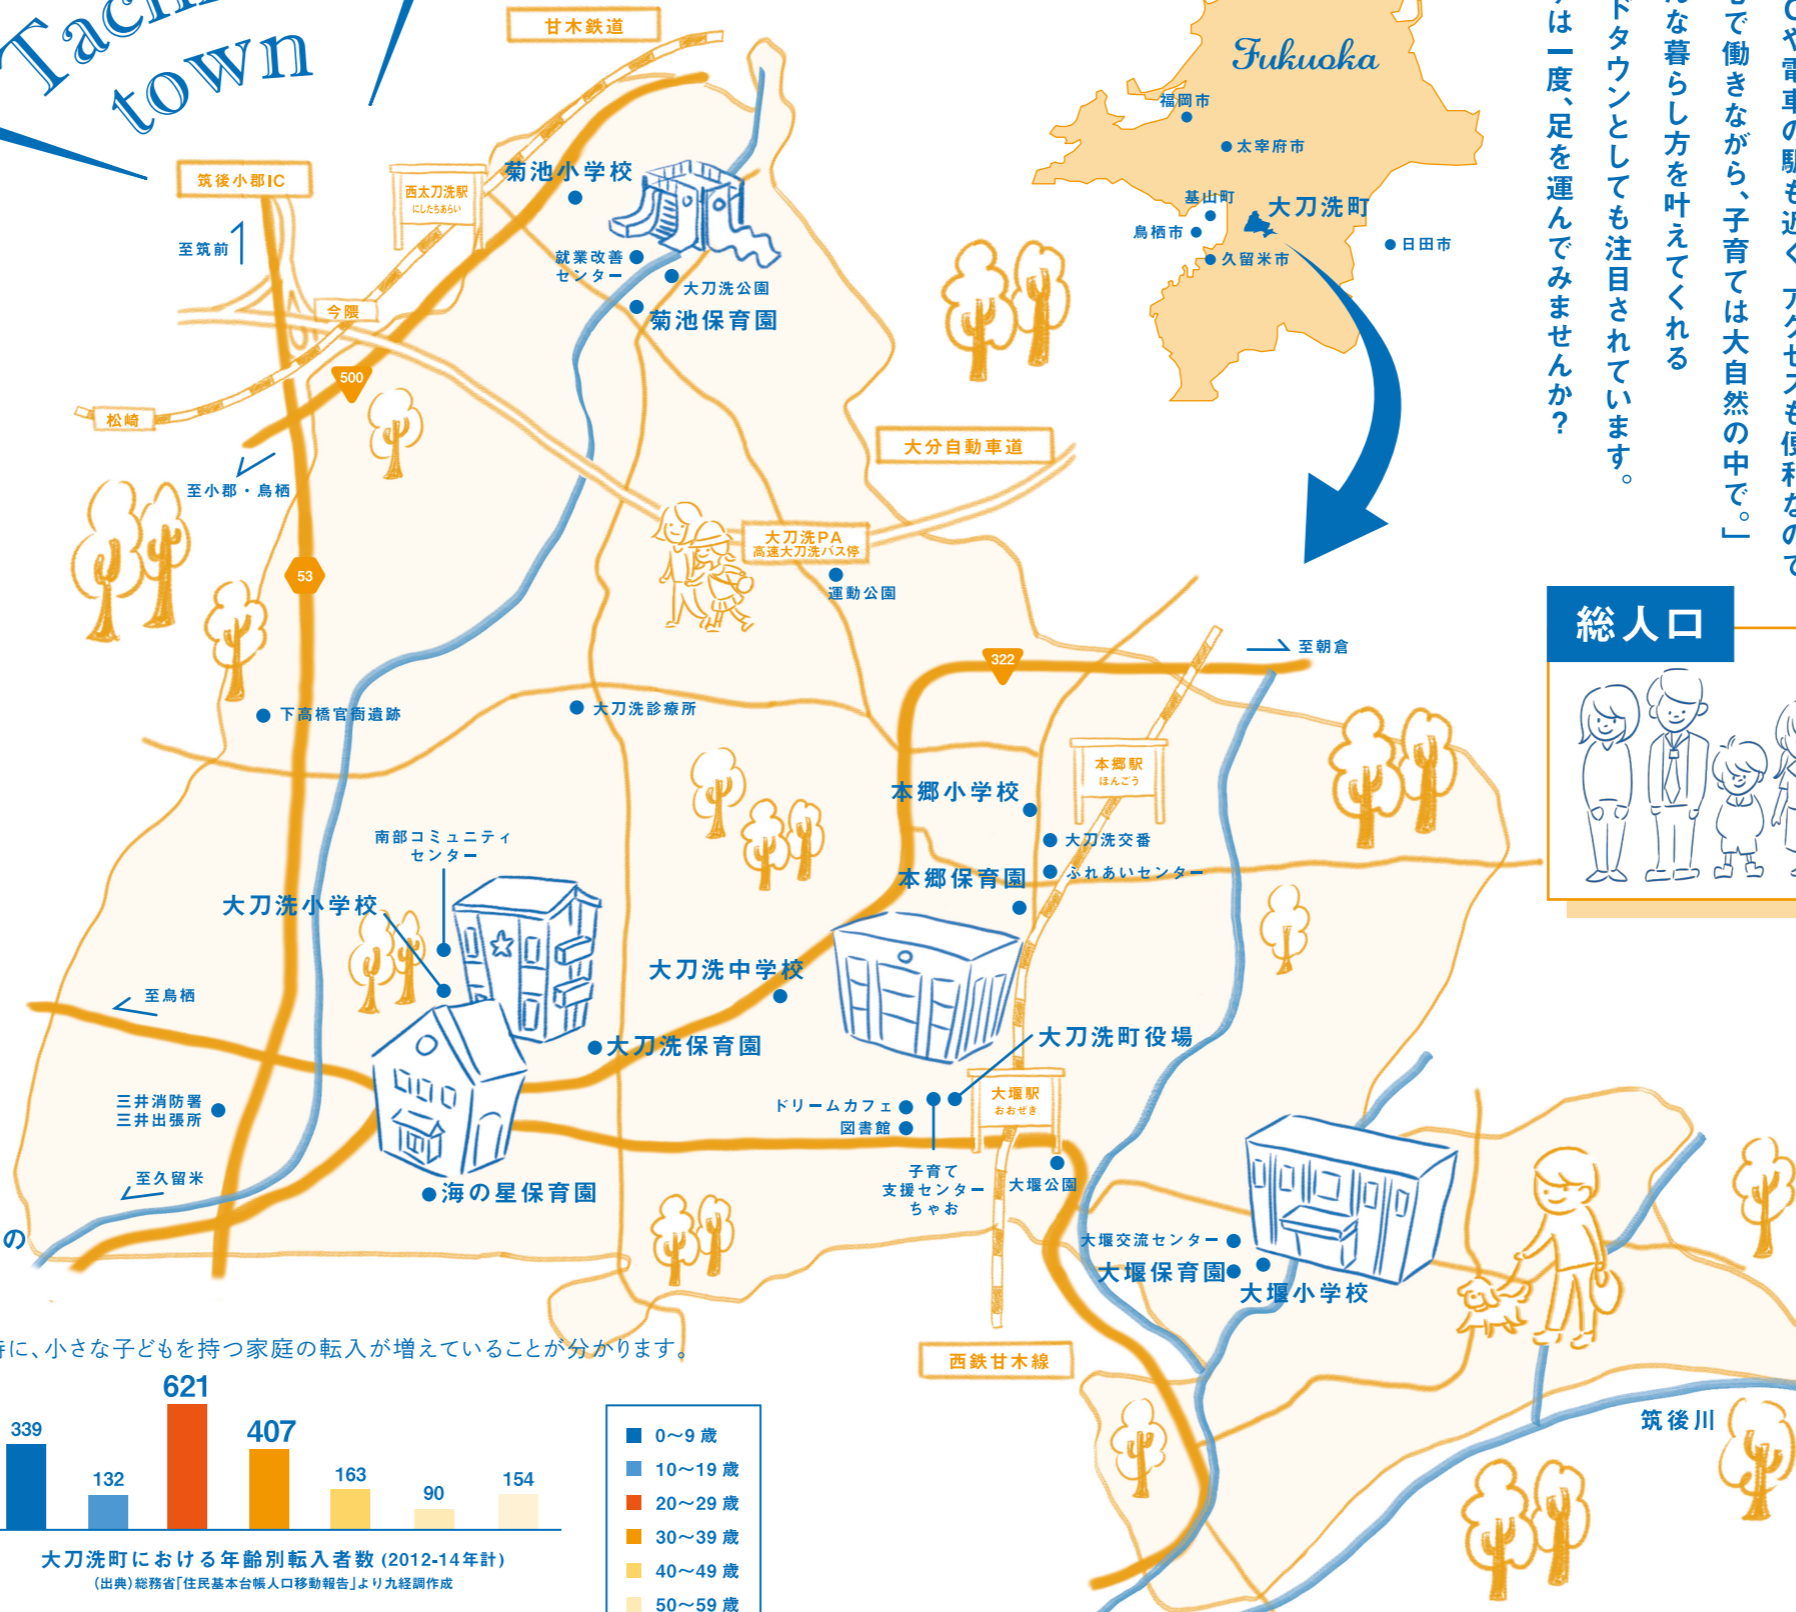 town
甘木鉄道
筑後小郡IC
至筑前
西太刀洗駅
にしたちあらい
菊池小学校
就業改善
センター
大刀洗公園
菊池保育園
今隈
500
松崎
至小郡・鳥栖
53
大分自動車道
大刀洗PA
高速大刀洗バス停
運動公園
Fukuoka
福岡市
太宰府市
基山町
大刀洗町
鳥栖市
久留米市
日田市
で働きながら、子育ては大自然の中で。」
な暮らし方を叶えてくれる
ドタウンとしても注目されています。
は一度、足を運んでみませんか?
総人口
322
至朝倉
下高橋官衙遺跡
大刀洗診療所
本郷駅
ほんごう
本郷小学校
大刀洗交番
ふれあいセンター
本郷保育園
南部コミュニティ
センター
大刀洗小学校
大刀洗中学校
至鳥栖
大刀洗保育園
大刀洗町役場
三井消防署
三井出張所
ドリームカフェ
図書館
大堰駅
おおぜき
至久留米
海の星保育園
子育て
支援センター
ちゃお
大堰公園
大堰交流センター
大堰保育園
大堰小学校
の
西鉄甘木線
筑後川
に、小さな子どもを持つ家庭の転入が増えていることが分かります。
339
132
621
407
163
90
154
大刀洗町における年齢別転入者数 (2012-14年計)
(出典)総務省「住民基本台帳人口移動報告」より九経調作成
0〜9 歳
10〜19 歳
20〜29 歳
30〜39 歳
40〜49 歳
50〜59 歳